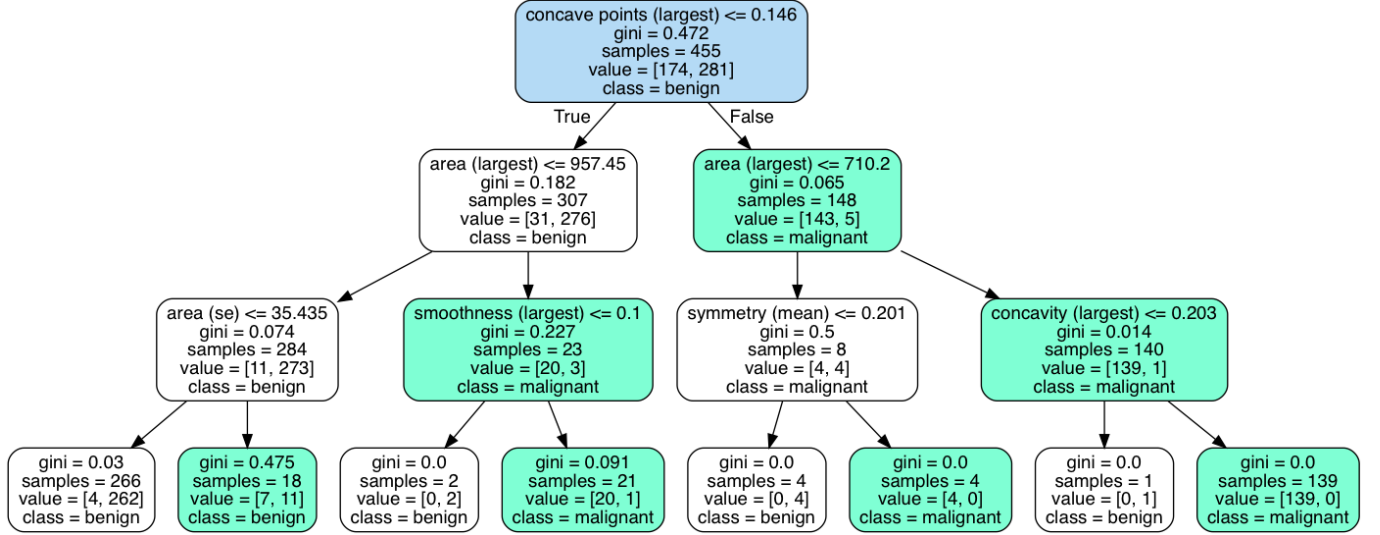 concave points (largest) <= 0.146
gini = 0.472
samples = 455
value = [174, 281]
class = benign
True
False
area (largest) <= 957.45
gini = 0.182
samples = 307
value = [31, 276]
class = benign
area (largest) <= 710.2
gini = 0.065
samples = 148
value = [143, 5]
class = malignant
area (se) <= 35.435
gini = 0.074
samples = 284
value = [11, 273]
class = benign
smoothness (largest) <= 0.1
gini = 0.227
samples = 23
value = [20, 3]
class = malignant
symmetry (mean) <= 0.201
gini = 0.5
samples = 8
value = [4, 4]
class = malignant
concavity (largest) <= 0.203
gini = 0.014
samples = 140
value = [139, 1]
class = malignant
gini = 0.03
samples = 266
value = [4, 262]
class = benign
gini = 0.475
samples = 18
value = [7, 11]
class = benign
gini = 0.0
samples = 2
value = [0, 2]
class = benign
gini = 0.091
samples = 21
value = [20, 1]
class = malignant
gini = 0.0
samples = 4
value = [0, 4]
class = benign
gini = 0.0
samples = 4
value = [4, 0]
class = malignant
gini = 0.0
samples = 1
value = [0, 1]
class = benign
gini = 0.0
samples = 139
value = [139, 0]
class = malignant